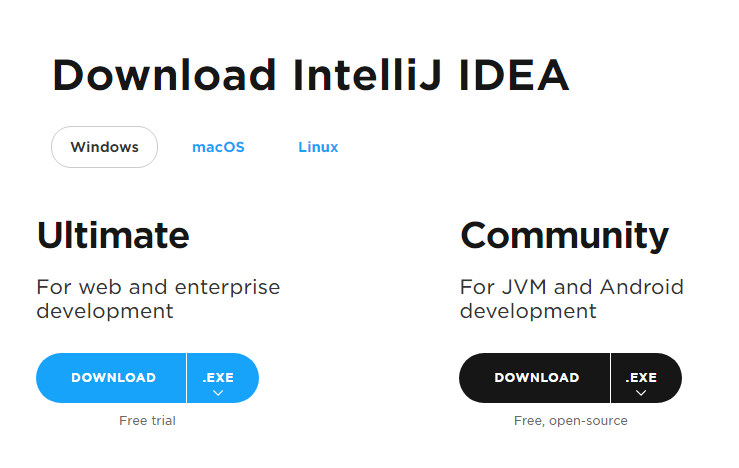 Download IntelliJ IDEA
Windows
macOS
Linux
Ultimate
For web and enterprise
development
DOWNLOAD
.EXE
Free trial
Community
For JVM and Android
development
DOWNLOAD
.EXE
Free, open-source